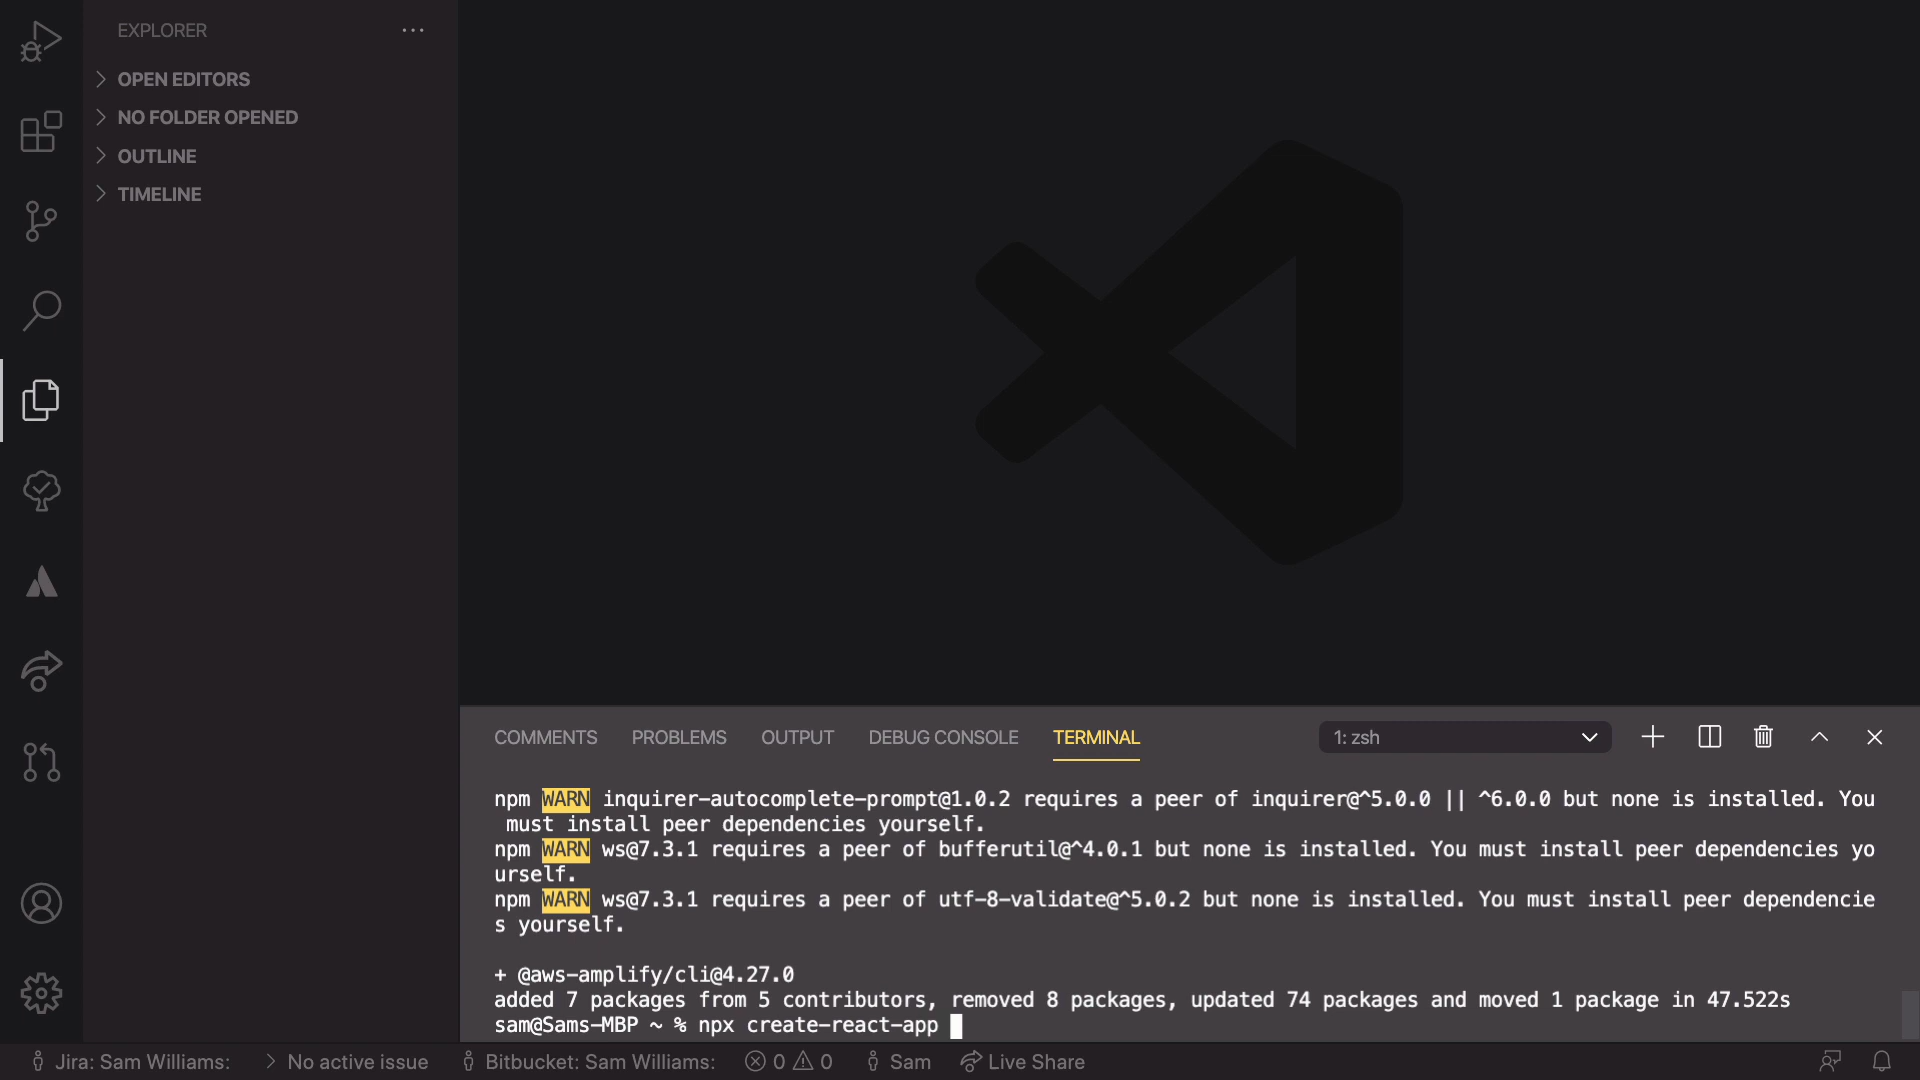 EXPLORER
OPEN EDITORS
NO FOLDER OPENED
OUTLINE
TIMELINE
COMMENTS PROBLEMS OUTPUT DEBUG CONSOLE TERMINAL 1: zsh
npm WARN inquirer-autocomplete-prompt@1.0.2 requires a peer of inquirer@^5.0.0 || ^6.0.0 but none is installed. You
must install peer dependencies yourself.
npm WARN ws@7.3.1 requires a peer of bufferutil@^4.0.1 but none is installed. You must install peer dependencies yo
urself.
npm WARN ws@7.3.1 requires a peer of utf-8-validate@^5.0.2 but none is installed. You must install peer dependencie
s yourself.
+ @aws-amplify/cli@4.27.0
added 7 packages from 5 contributors, removed 8 packages, updated 74 packages and moved 1 package in 47.522s
sam@Sams-MBP ~ % npx create-react-app
Jira: Sam Williams: No active issue Bitbucket: Sam Williams: 0 0 Sam Live Share